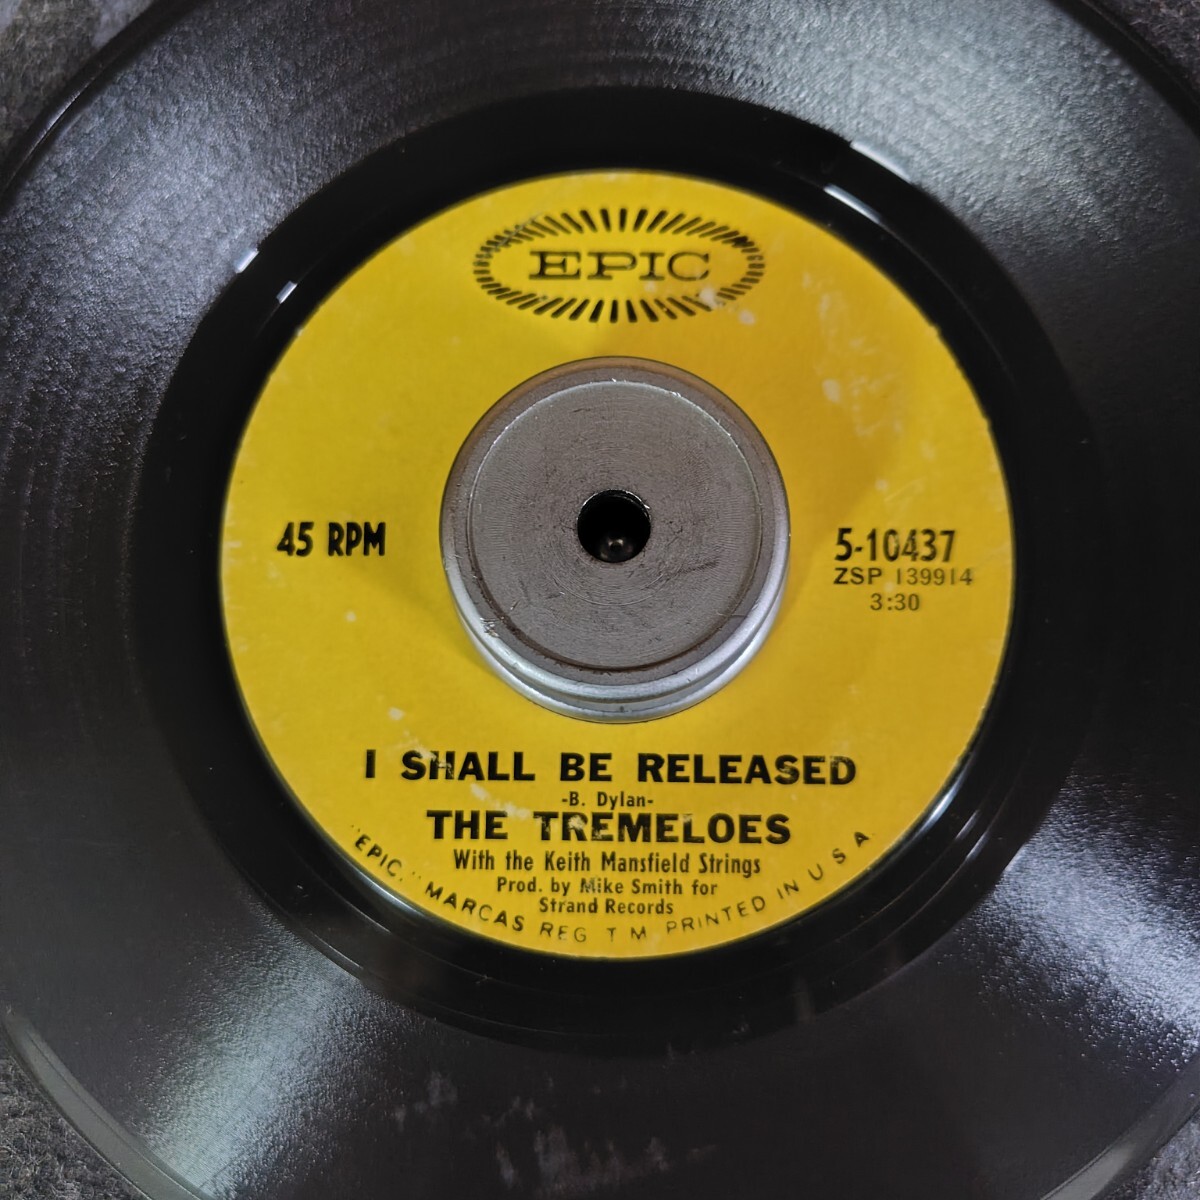 EPIC
45 RPM
5-10437
ZSP 139914
3:30
I SHALL BE RELEASED
-B. Dylan-
THE TREMELOES
With the Keith Mansfield Strings
Prod. by Mike Smith for
Strand Records
"EPIC," MARCAS REG T M PRINTED IN U S A